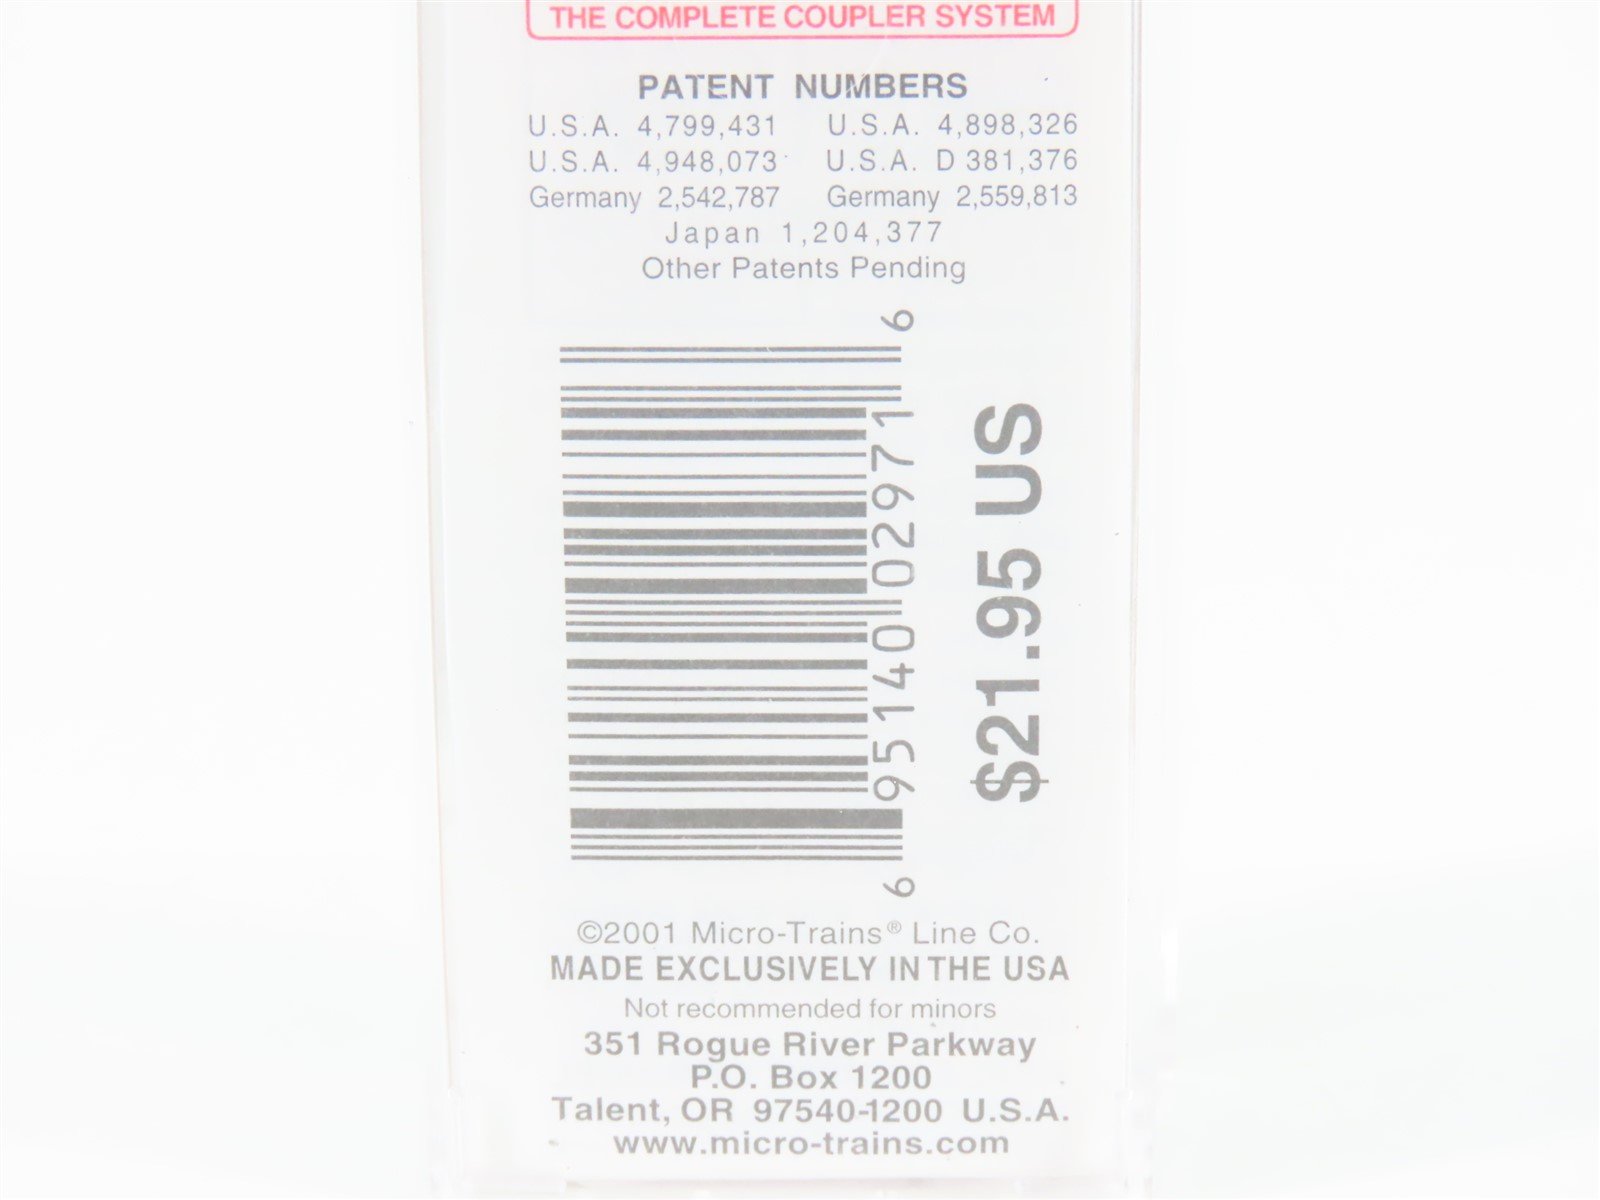 THE COMPLETE COUPLER SYSTEM
PATENT NUMBERS
U.S.A. 4,799,431 U.S.A. 4,898,326
U.S.A. 4,948,073 U.S.A. D 381,376
Germany 2,542,787 Germany 2,559,813
Japan 1,204,377
Other Patents Pending
6 95140 02971 6
$21.95 US
©2001 Micro-Trains® Line Co.
MADE EXCLUSIVELY IN THE USA
Not recommended for minors
351 Rogue River Parkway
P.O. Box 1200
Talent, OR 97540-1200 U.S.A.
www.micro-trains.com